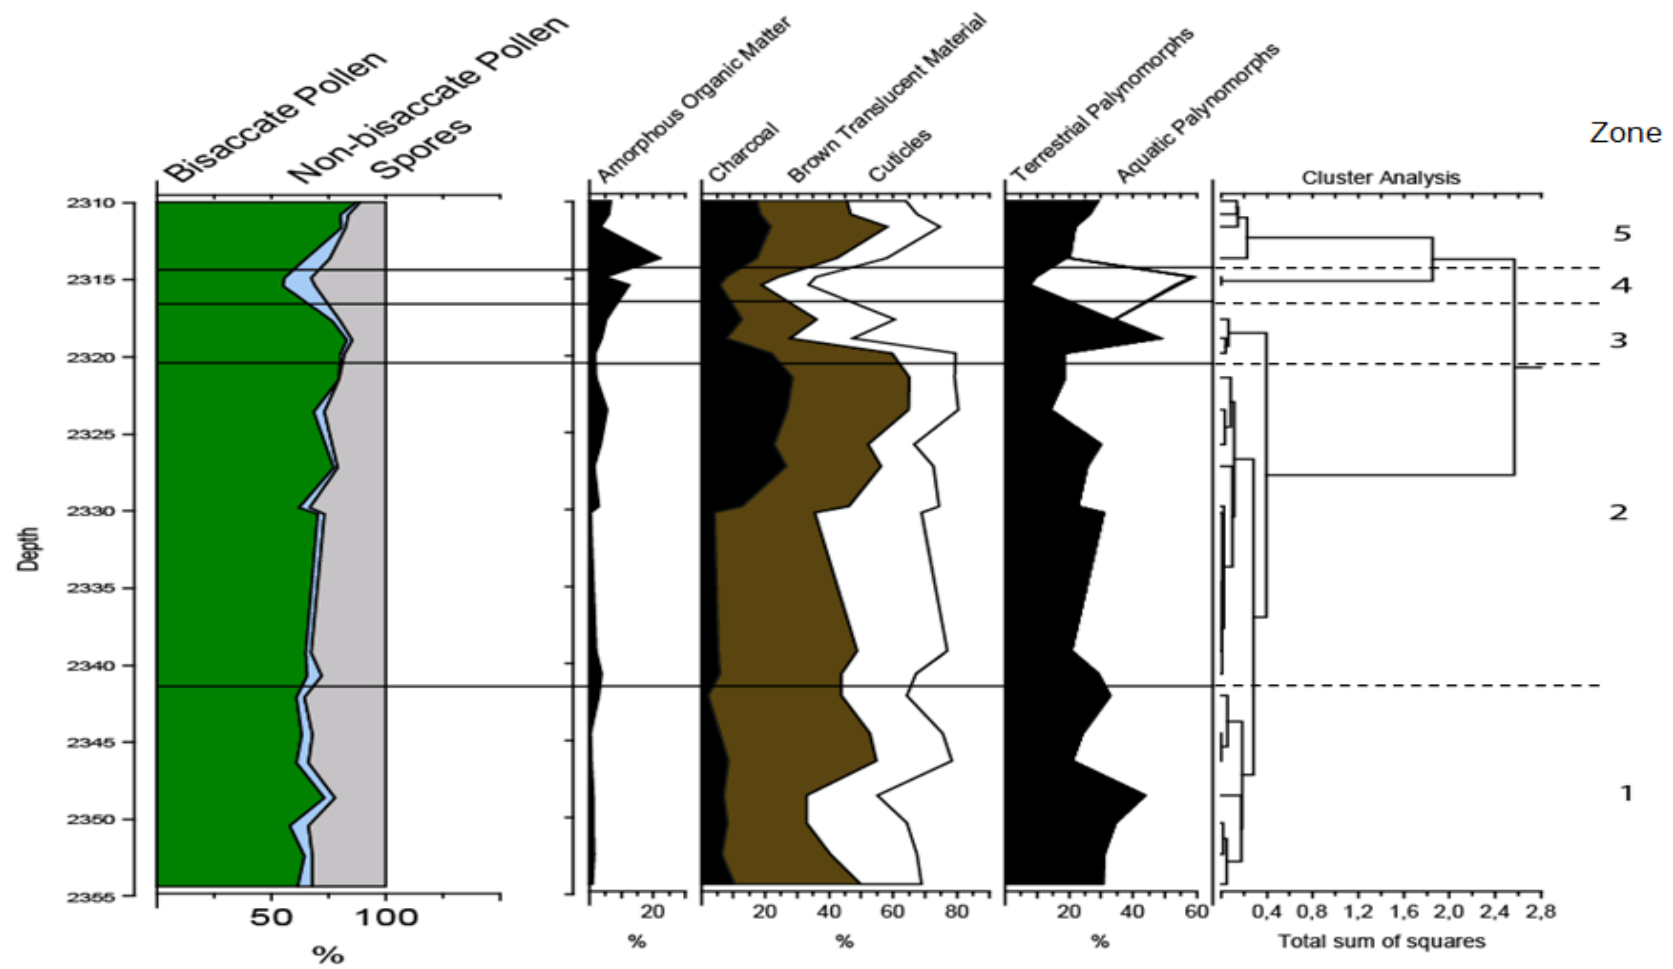 Bisaccate Pollen
Non-bisaccate Pollen
Spores
Amorphous Organic Matter
Charcoal
Brown Translucent Material
Cuticles
Terrestrial Palynomorphs
Aquatic Palynomorphs
Zone
Cluster Analysis
Depth
2310
2315
2320
2325
2330
2335
2340
2345
2350
2355
5
4
3
2
1
50 100
%
20
%
20 40 60 80
%
20 40 60
%
0,4 0,8 1,2 1,6 2,0 2,4 2,8
Total sum of squares